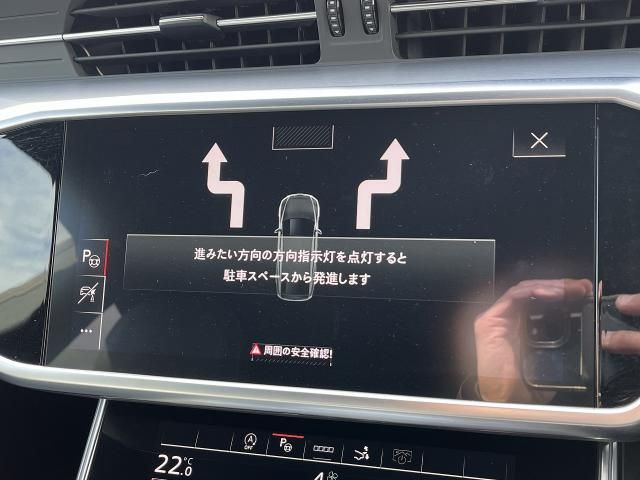 進みたい方向の方向指示灯を点灯すると
駐車スペースから発進します
P
周囲の安全確認!
OFF
P
22.0 °C